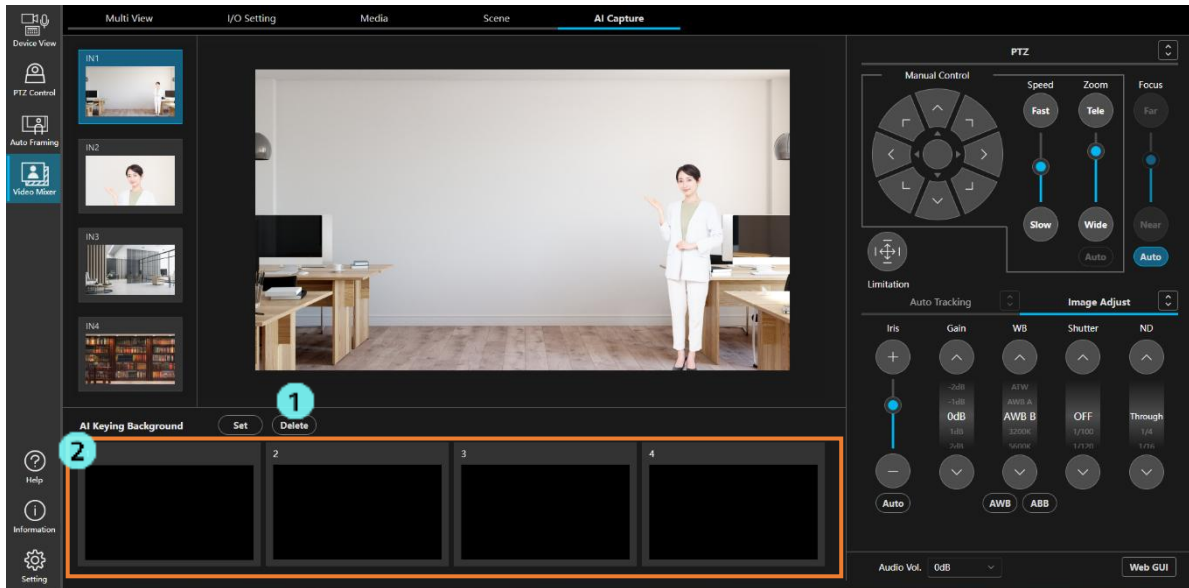 Multi View
I/O Setting
Media
Scene
AI Capture
Device View
PTZ Control
Auto Framing
Video Mixer
Help
Information
Setting
IN1
IN2
IN3
IN4
AI Keying Background
Set
Delete
1
2
2
3
4
PTZ
Manual Control
Speed
Zoom
Focus
Fast
Tele
Far
Slow
Wide
Near
Auto
Auto
Limitation
Auto Tracking
Image Adjust
Iris
Gain
WB
Shutter
ND
-2dB
ATW
-1dB
AWB A
0dB
AWB B
OFF
Through
1dB
3200K
1/100
1/4
2dB
5600K
1/120
1/16
Auto
AWB
ABB
Audio Vol.
0dB
Web GUI